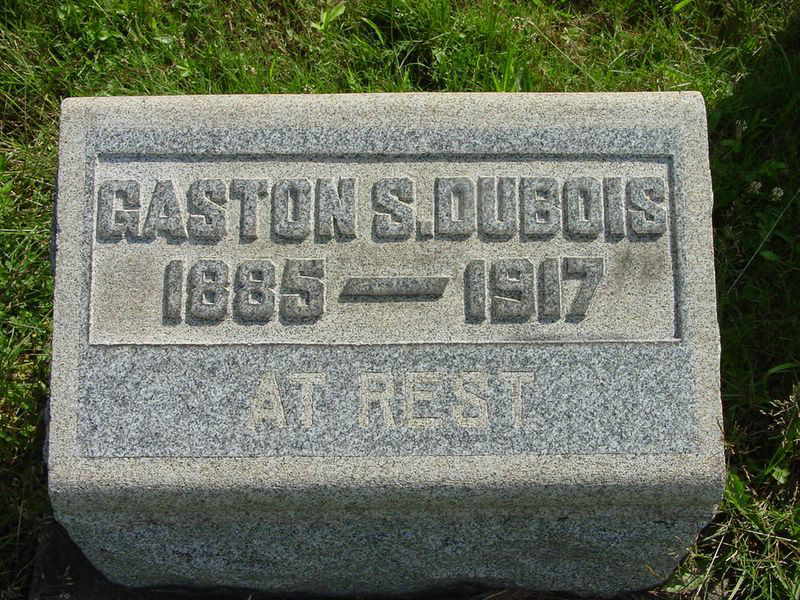 GASTON S. DUBOIS
1885 — 1917
AT REST